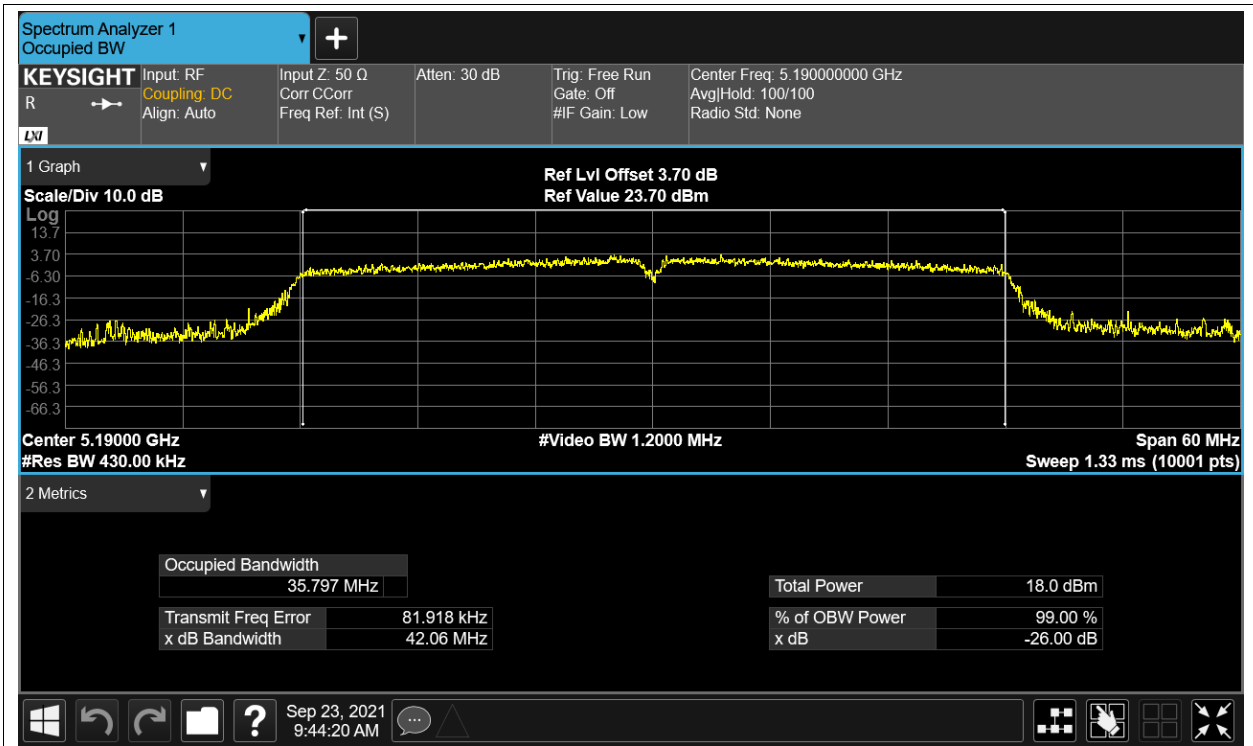 Spectrum Analyzer 1
Occupied BW
KEYSIGHT
R
LXI
Input: RF
Coupling: DC
Align: Auto
Input Z: 50 Ω
Corr CCorr
Freq Ref: Int (S)
Atten: 30 dB
Trig: Free Run
Gate: Off
#IF Gain: Low
Center Freq: 5.190000000 GHz
Avg|Hold: 100/100
Radio Std: None
1 Graph
Scale/Div 10.0 dB
Ref Lvl Offset 3.70 dB
Ref Value 23.70 dBm
Log
13.7
3.70
-6.30
-16.3
-26.3
-36.3
-46.3
-56.3
-66.3
Center 5.19000 GHz
#Video BW 1.2000 MHz
Span 60 MHz
#Res BW 430.00 kHz
Sweep 1.33 ms (10001 pts)
2 Metrics
Occupied Bandwidth
35.797 MHz
Total Power 18.0 dBm
Transmit Freq Error 81.918 kHz
% of OBW Power 99.00 %
x dB Bandwidth 42.06 MHz
x dB -26.00 dB
?
Sep 23, 2021
9:44:20 AM